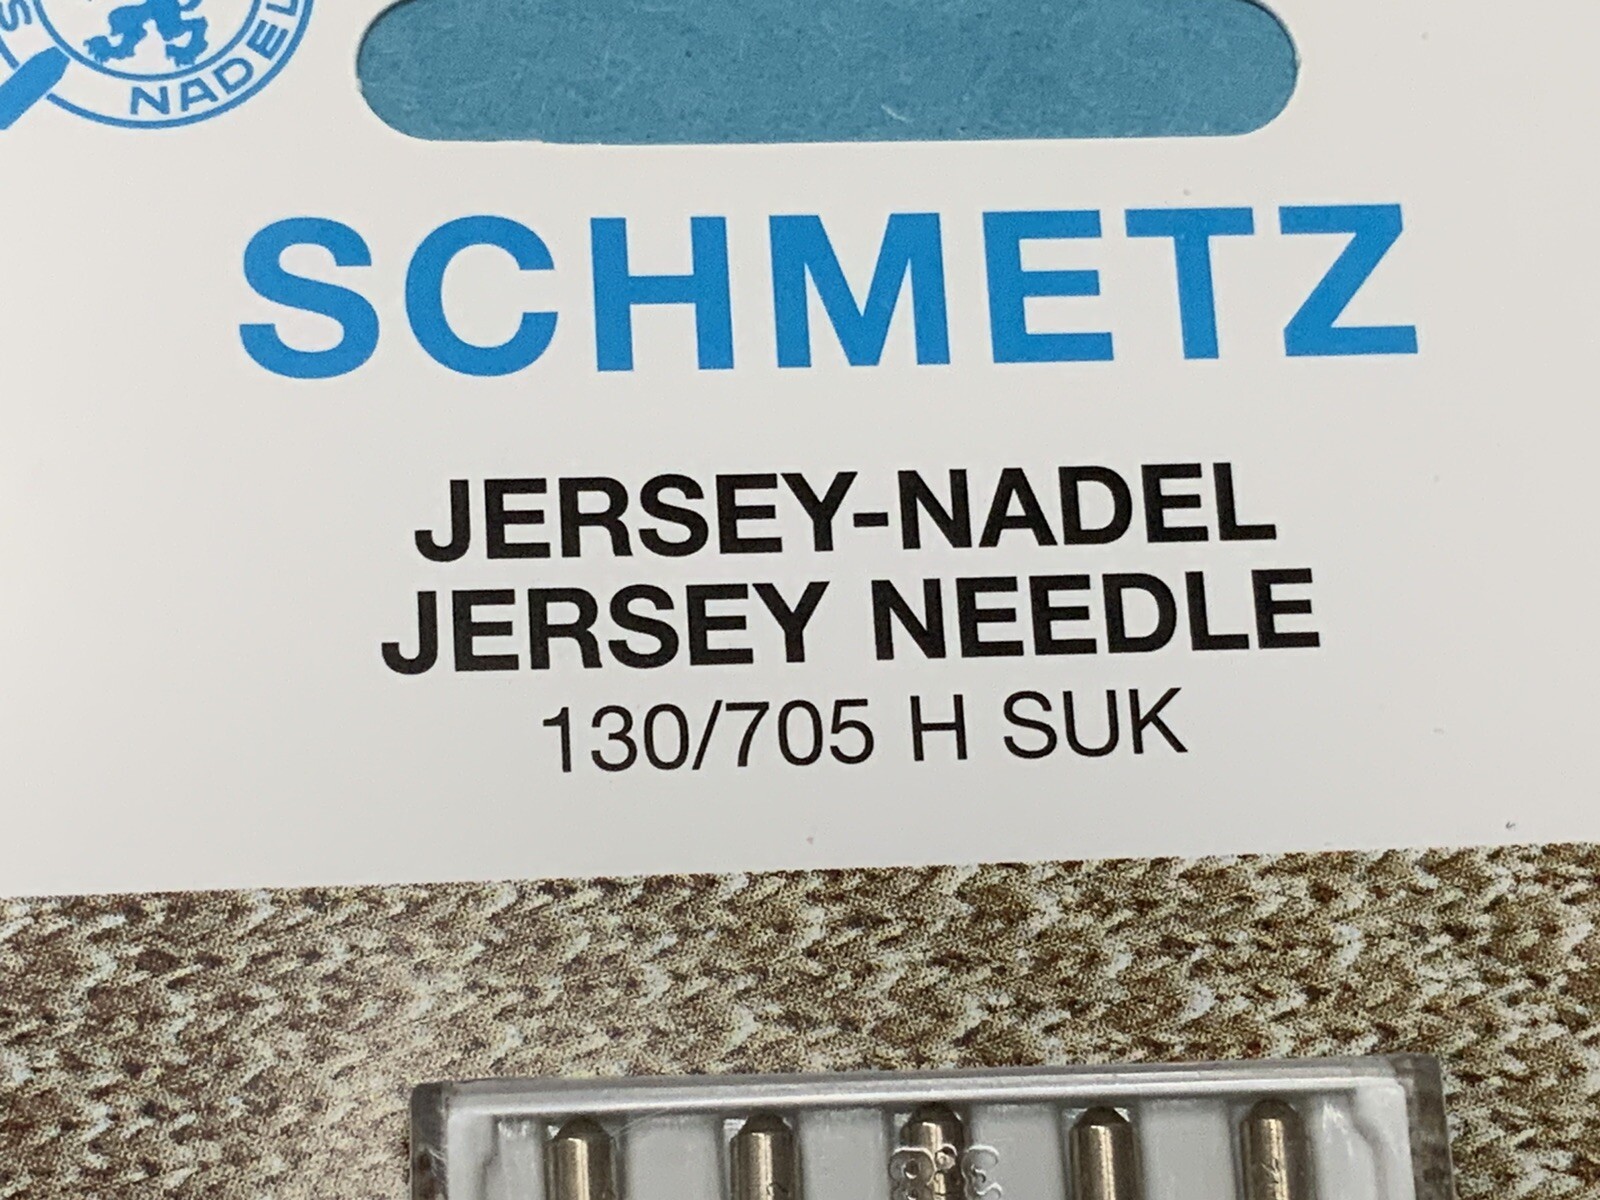 NADEL
SCHMETZ
JERSEY-NADEL
JERSEY NEEDLE
130/705 H SUK